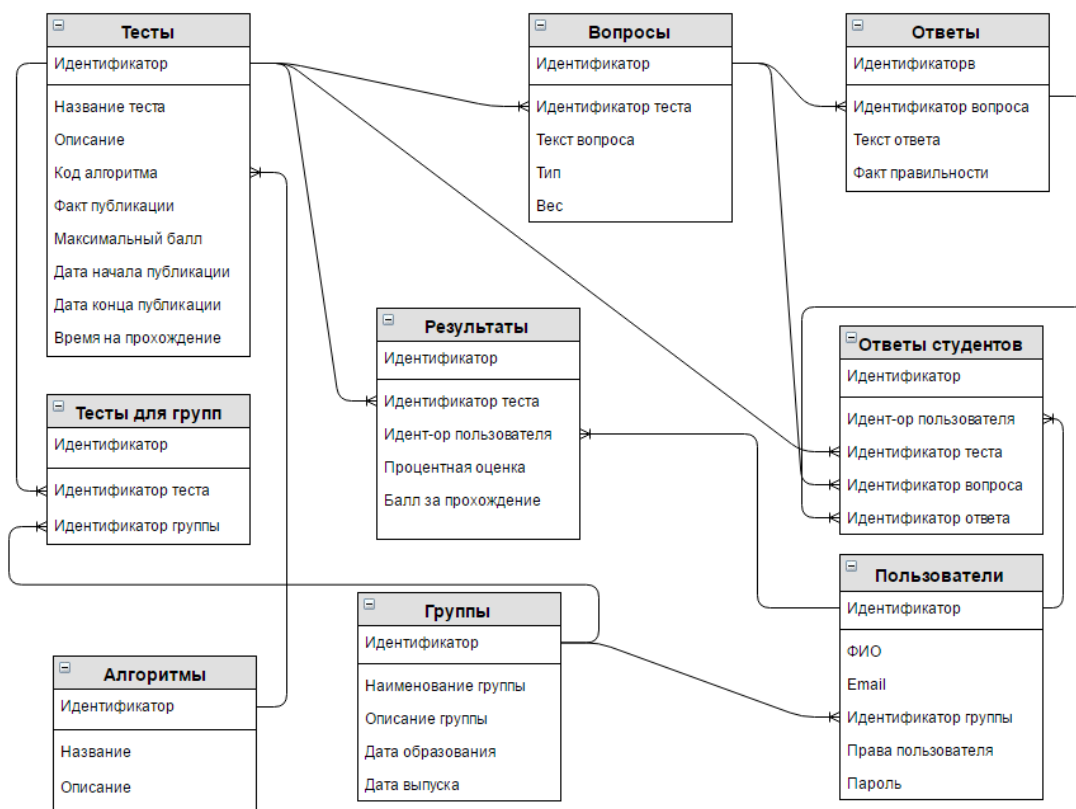 Тесты
Идентификатор
Название теста
Описание
Код алгоритма
Факт публикации
Максимальный балл
Дата начала публикации
Дата конца публикации
Время на прохождение
Вопросы
Идентификатор
Идентификатор теста
Текст вопроса
Тип
Вес
Ответы
Идентификаторв
Идентификатор вопроса
Текст ответа
Факт правильности
Результаты
Идентификатор
Идентификатор теста
Идент-ор пользователя
Процентная оценка
Балл за прохождение
Ответы студентов
Идентификатор
Идент-ор пользователя
Идентификатор теста
Идентификатор вопроса
Идентификатор ответа
Тесты для групп
Идентификатор
Идентификатор теста
Идентификатор группы
Группы
Идентификатор
Наименование группы
Описание группы
Дата образования
Дата выпуска
Пользователи
Идентификатор
ФИО
Email
Идентификатор группы
Права пользователя
Пароль
Алгоритмы
Идентификатор
Название
Описание